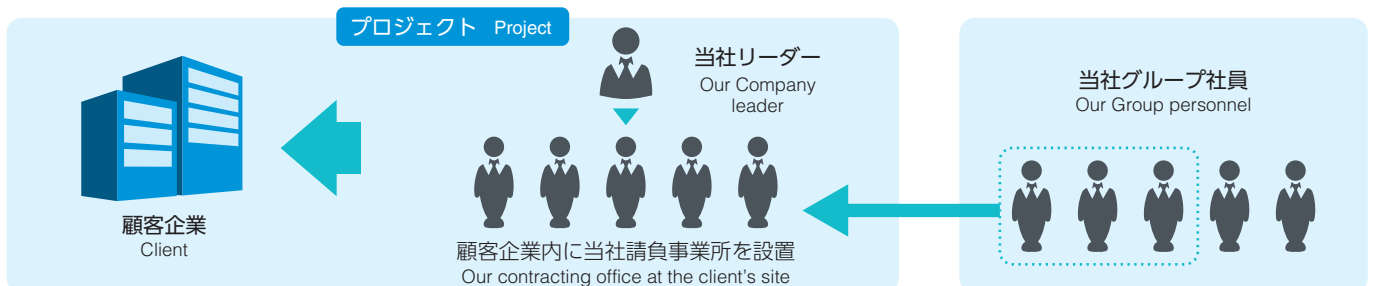 プロジェクト Project
当社リーダー
Our Company
leader
顧客企業
Client
顧客企業内に当社請負事業所を設置
Our contracting office at the client's site
当社グループ社員
Our Group personnel